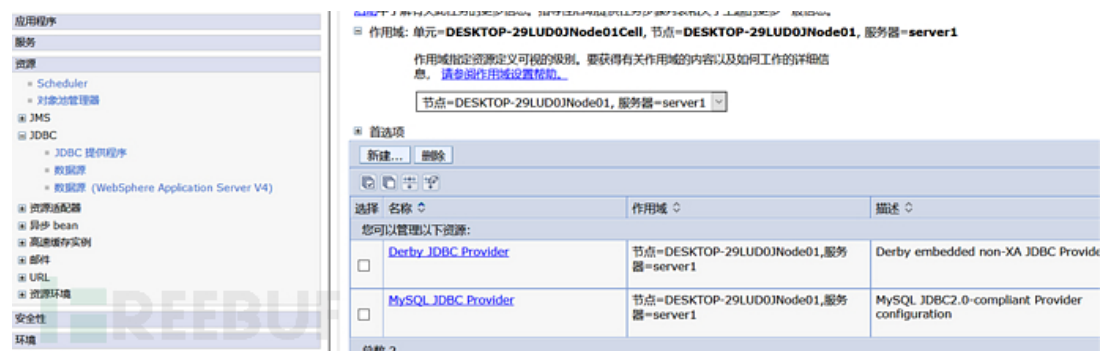 应用程序
服务
资源
Scheduler
对象池管理器
JMS
JDBC
JDBC 提供程序
数据源
数据源 (WebSphere Application Server V4)
资源适配器
异步 bean
高速缓存实例
邮件
URL
资源环境
安全性
环境
作用域: 单元=DESKTOP-29LUD0JNode01Cell, 节点=DESKTOP-29LUD0JNode01, 服务器=server1
作用域指定资源定义可视的级别。要获得有关作用域的内容以及如何工作的详细信
息，请参阅作用域设置帮助。
节点=DESKTOP-29LUD0JNode01, 服务器=server1
首选项
新建... 删除
选择 名称 作用域 描述
您可以管理以下资源:
Derby JDBC Provider 节点=DESKTOP-29LUD0JNode01,服务 Derby embedded non-XA JDBC Provide
器=server1
MySQL JDBC Provider 节点=DESKTOP-29LUD0JNode01,服务 MySQL JDBC2.0-compliant Provider
器=server1 configuration
总数 2
REEBUF